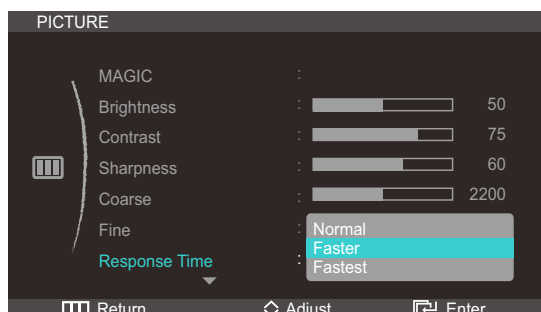 PICTURE
MAGIC :
Brightness : 50
Contrast : 75
Sharpness : 60
Coarse : 2200
Fine : Normal
Faster
Response Time : Fastest
Return Adjust Enter